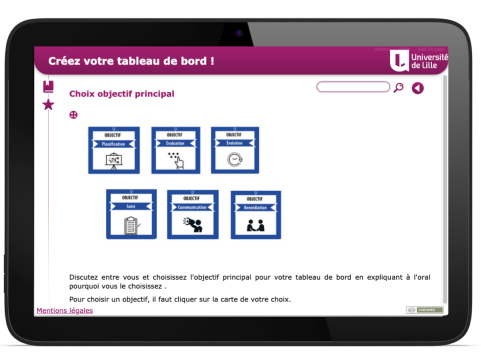 Créez votre tableau de bord !
Université
de Lille
Choix objectif principal
OBJECTIF
Planification
OBJECTIF
Evaluation
OBJECTIF
Evolution
OBJECTIF
Suivi
OBJECTIF
Communication
OBJECTIF
Remédiation
Discutez entre vous et choisissez l'objectif principal pour votre tableau de bord en expliquant à l'oral
pourquoi vous le choisissez .
Pour choisir un objectif, il faut cliquer sur la carte de votre choix.
Mentions légales